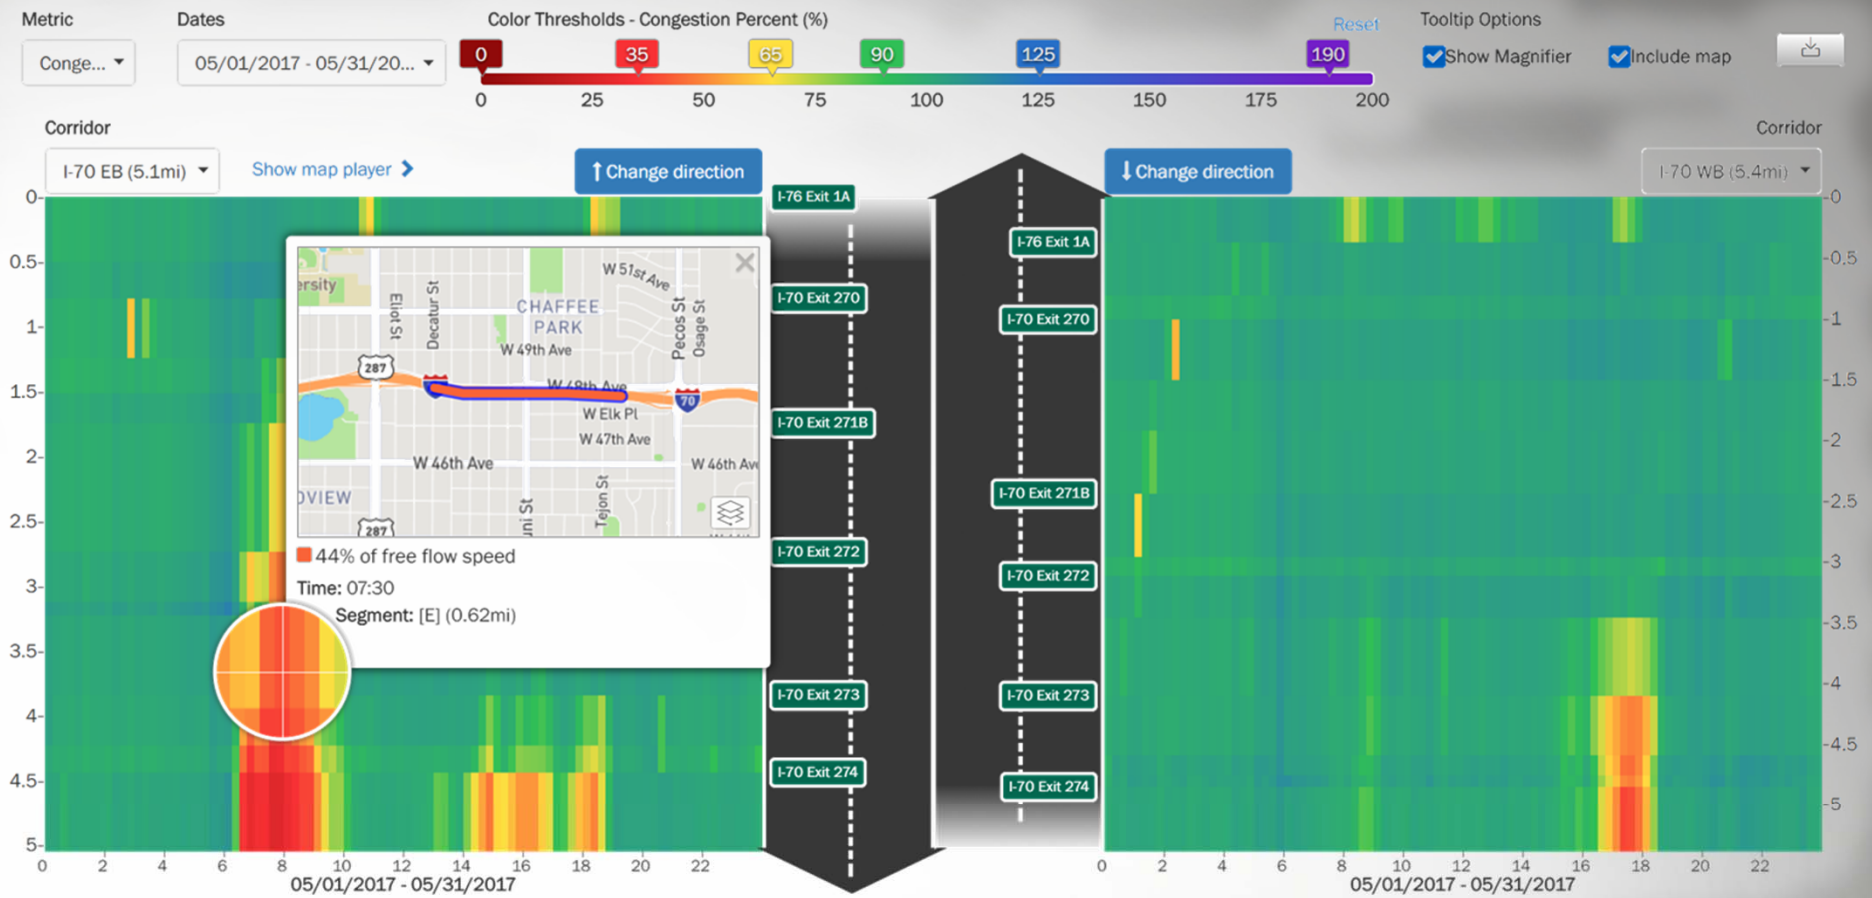 Metric
Dates
Color Thresholds - Congestion Percent (%)
Reset
Tooltip Options
Conge...
05/01/2017 - 05/31/20...
0 35 65 90 125 190
Show Magnifier
Include map
0 25 50 75 100 125 150 175 200
Corridor
Corridor
I-70 EB (5.1mi)
Show map player
Change direction
Change direction
I-70 WB (5.4mi)
0
0.5
1
1.5
2
2.5
3
3.5
4
4.5
5
0 2 4 6 8 10 12 14 16 18 20 22
05/01/2017 - 05/31/2017
ersity
Eliot St
Decatur St
W 51st Ave
CHAFFEE
PARK
Pecos St
Osage St
W 49th Ave
287
W 48th Ave
70
W Elk Pl
W 47th Ave
W 46th Ave
W 46th Ave
OVIEW
uni St
Tejon St
287
44% of free flow speed
Time: 07:30
Segment: [E] (0.62mi)
I-76 Exit 1A
I-70 Exit 270
I-70 Exit 271B
I-70 Exit 272
I-70 Exit 273
I-70 Exit 274
I-76 Exit 1A
I-70 Exit 270
I-70 Exit 271B
I-70 Exit 272
I-70 Exit 273
I-70 Exit 274
0
0.5
1
1.5
2
2.5
3
3.5
4
4.5
5
0 2 4 6 8 10 12 14 16 18 20 22
05/01/2017 - 05/31/2017